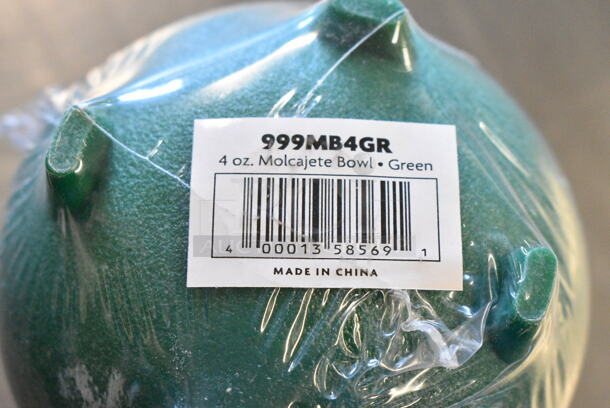 999MB4GR
4 oz. Molcajete Bowl • Green
4 00013 58569 1
MADE IN CHINA